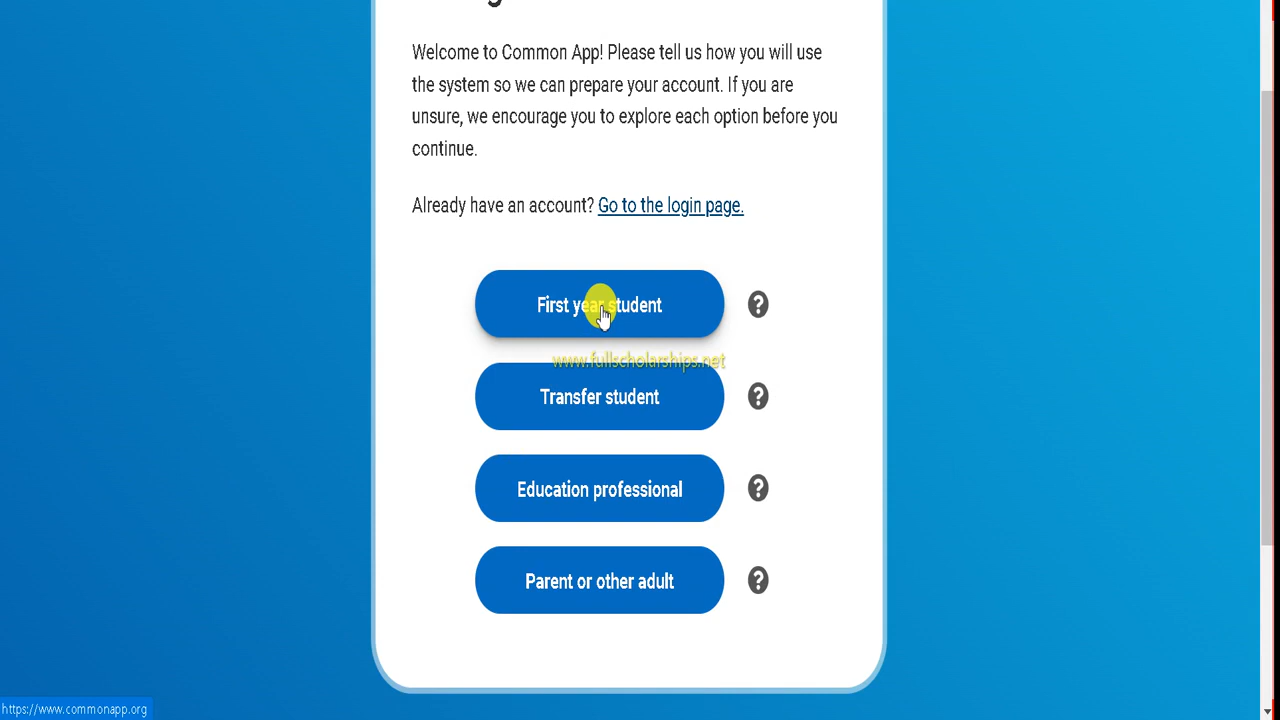 Welcome to Common App! Please tell us how you will use
the system so we can prepare your account. If you are
unsure, we encourage you to explore each option before you
continue.
Already have an account? Go to the login page.
First year student
?
www.fullscholarships.net
Transfer student
?
Education professional
?
Parent or other adult
?
https://www.commonapp.org